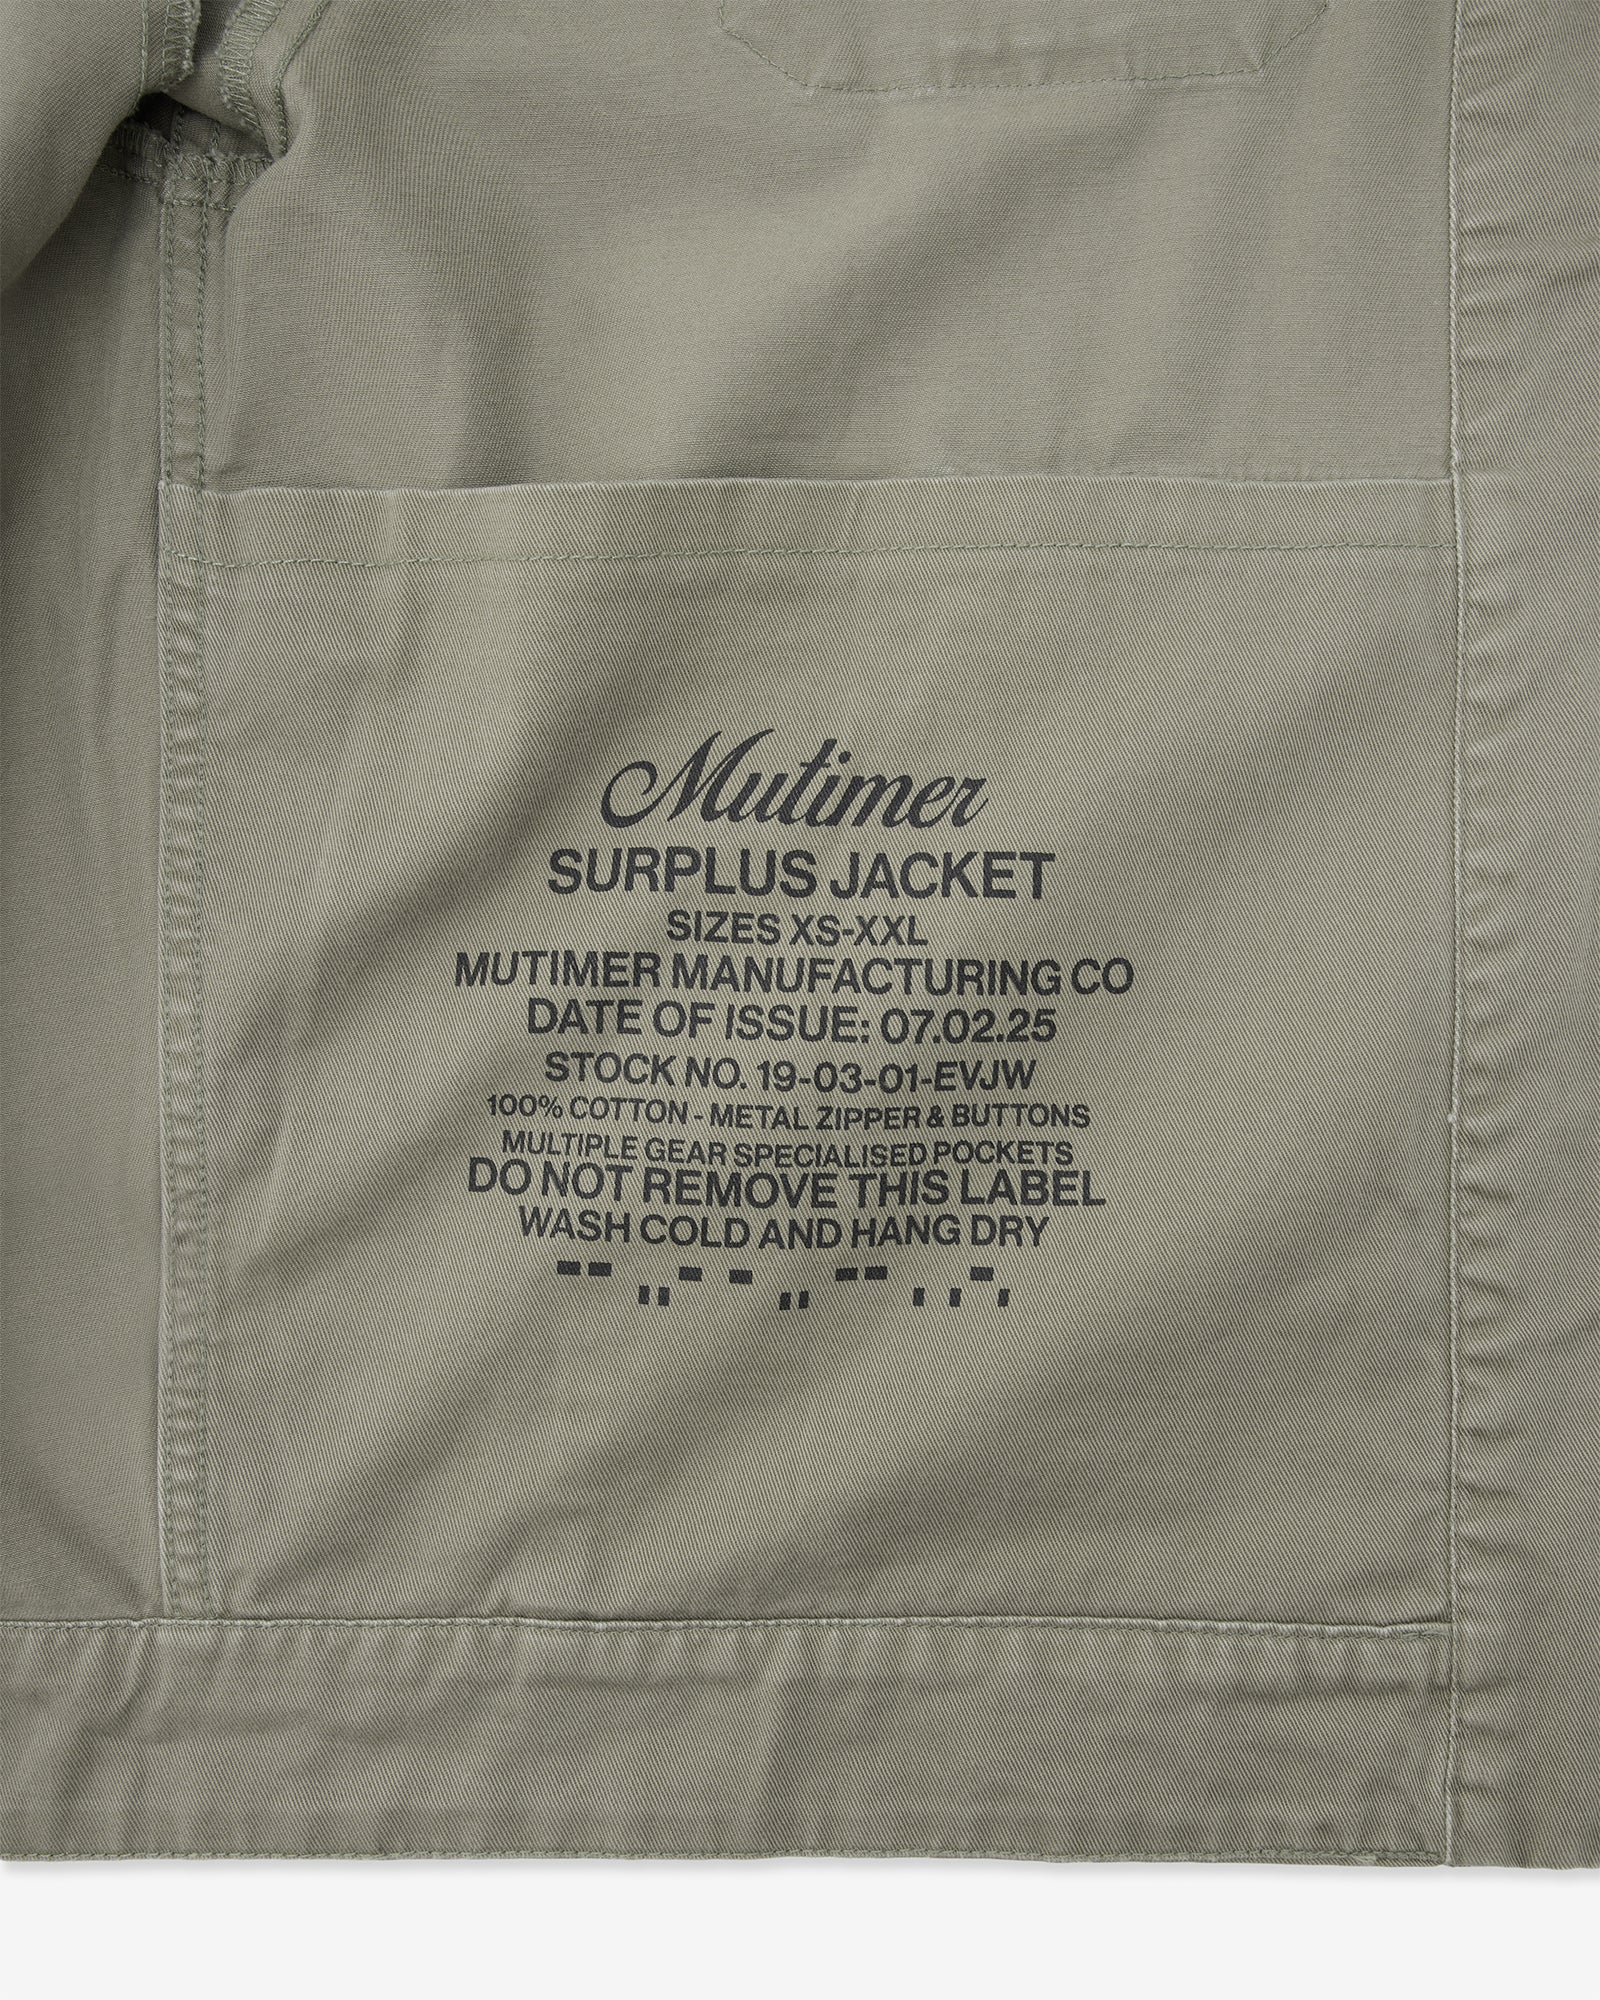 Mutimer
SURPLUS JACKET
SIZES XS-XXL
MUTIMER MANUFACTURING CO
DATE OF ISSUE: 07.02.25
STOCK NO. 19-03-01-EVJW
100% COTTON - METAL ZIPPER & BUTTONS
MULTIPLE GEAR SPECIALISED POCKETS
DO NOT REMOVE THIS LABEL
WASH COLD AND HANG DRY